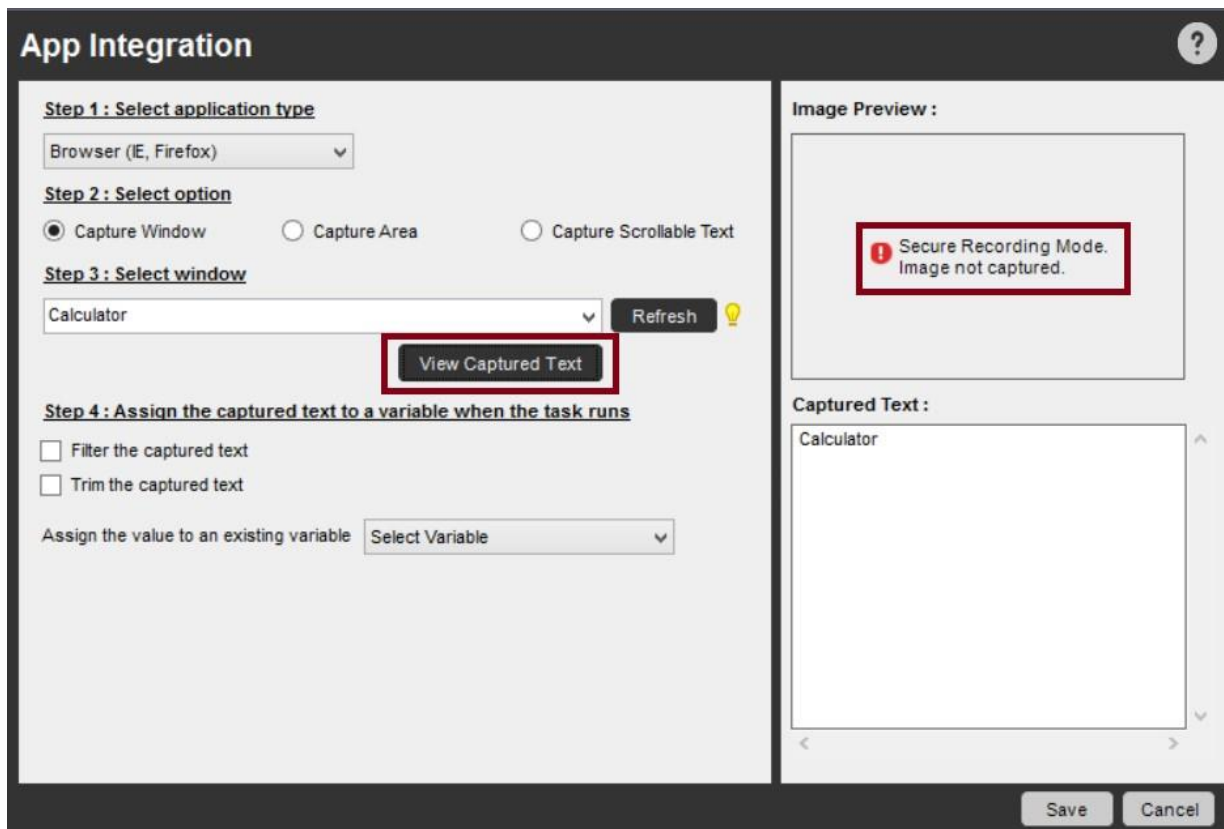 App Integration
?
Step 1 : Select application type
Browser (IE, Firefox)
Step 2 : Select option
Capture Window
Capture Area
Capture Scrollable Text
Step 3 : Select window
Calculator
Refresh
View Captured Text
Step 4 : Assign the captured text to a variable when the task runs
Filter the captured text
Trim the captured text
Assign the value to an existing variable
Select Variable
Image Preview :
Secure Recording Mode.
Image not captured.
Captured Text :
Calculator
Save
Cancel